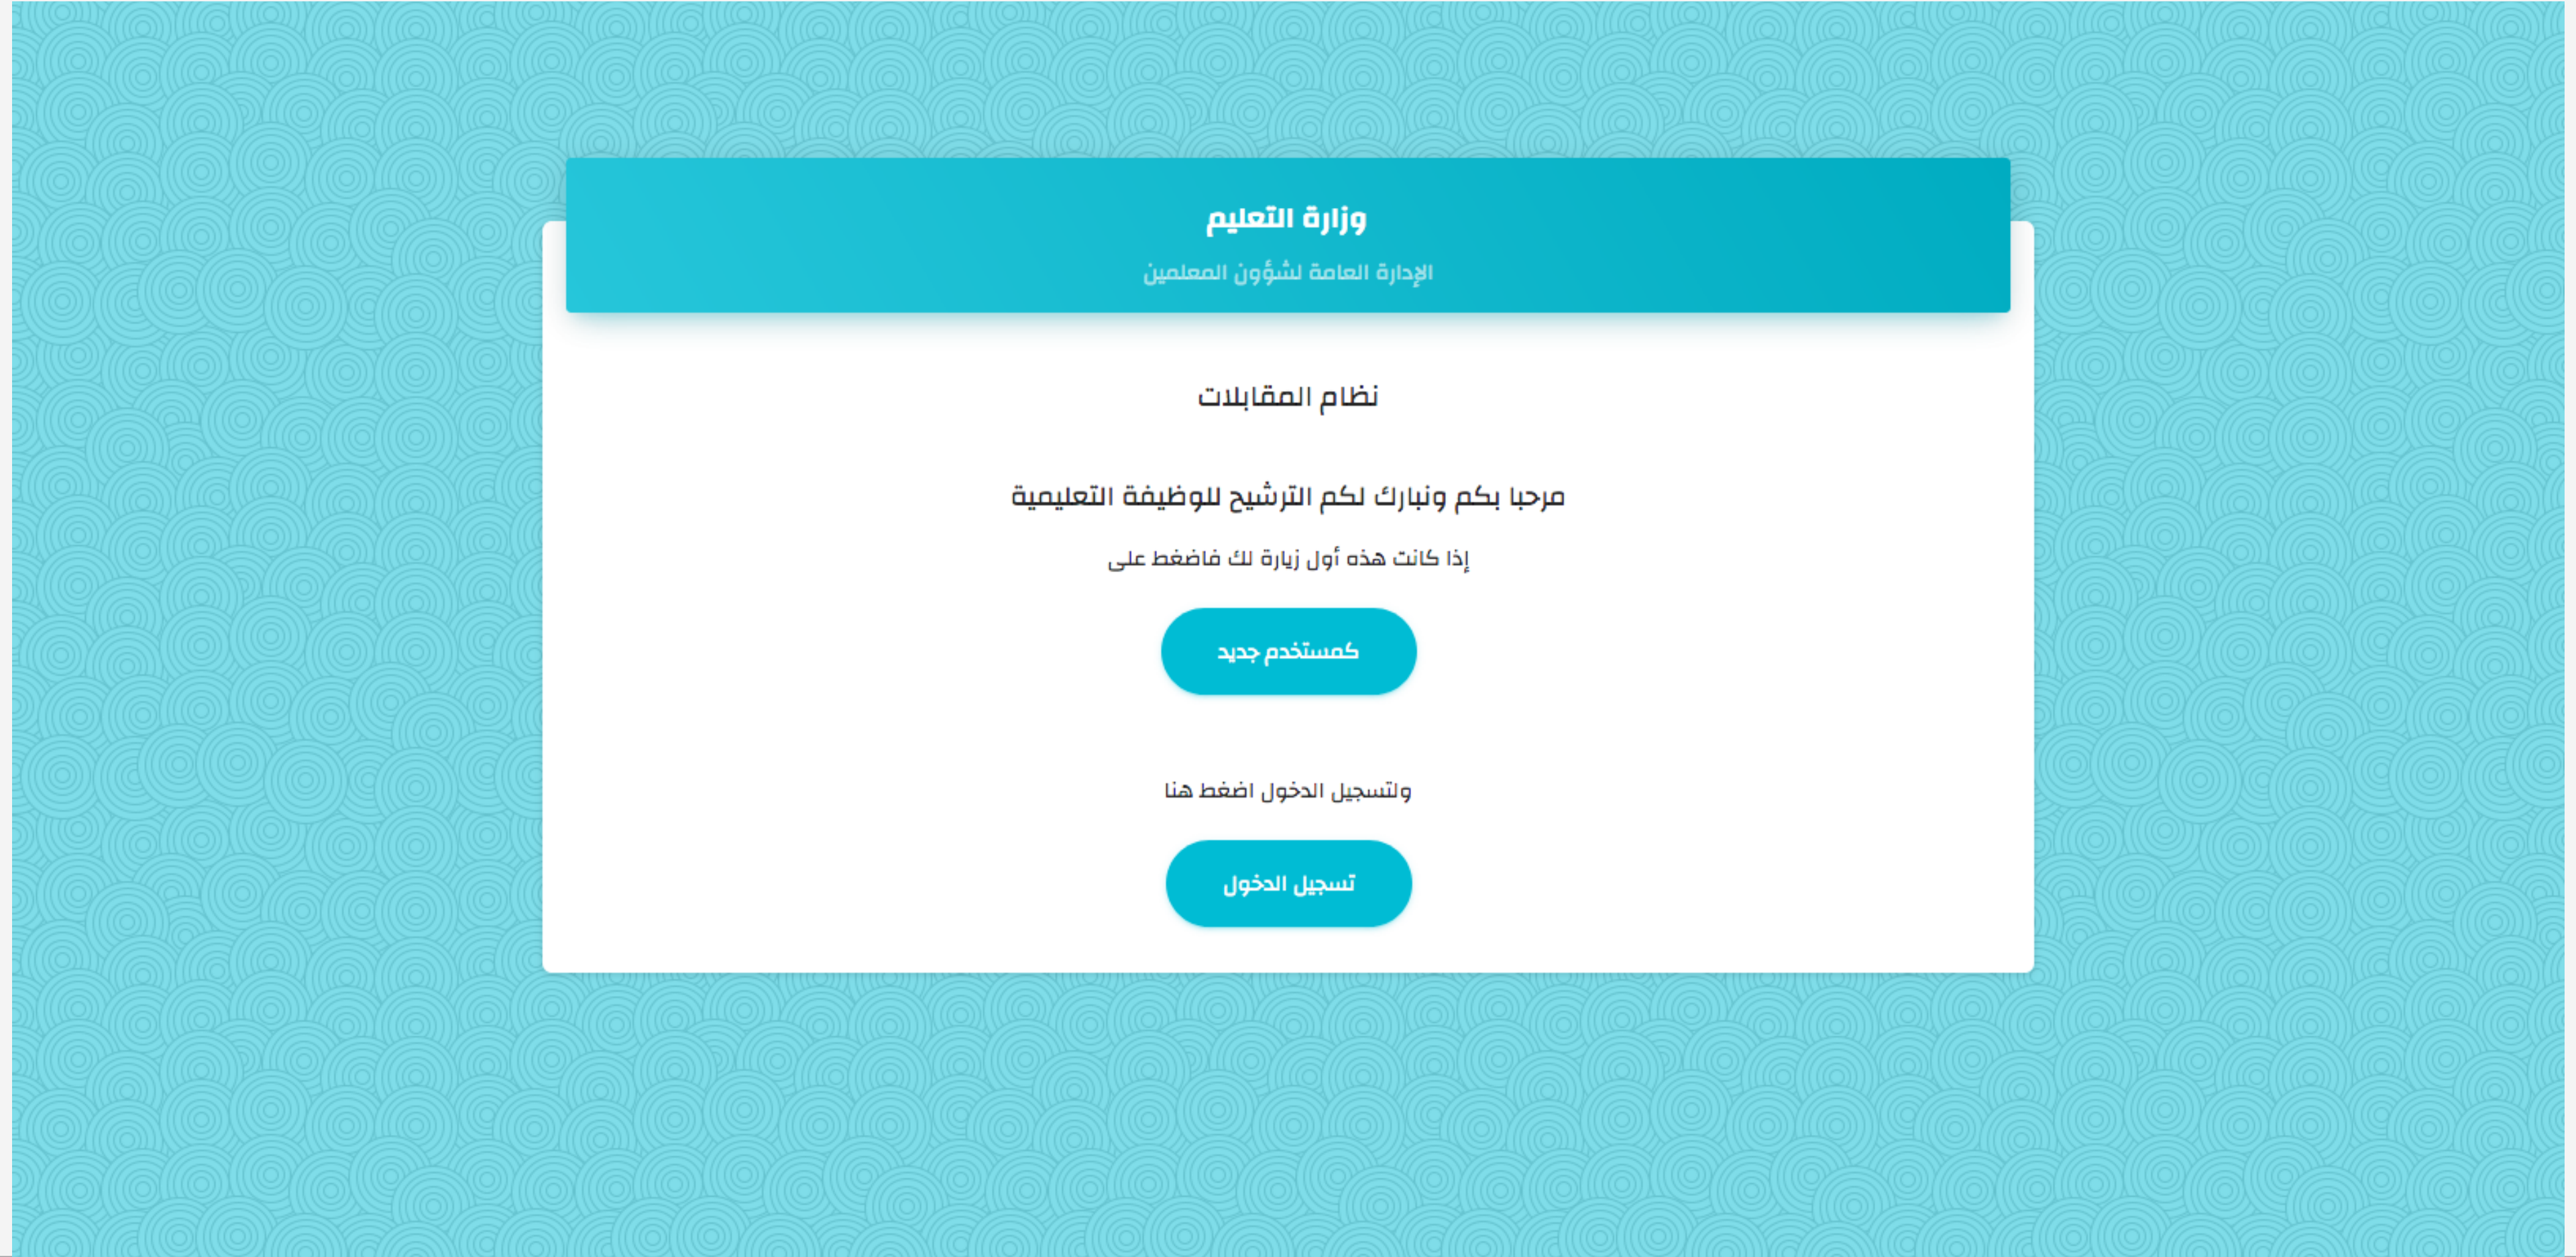 وزارة التعليم
الإدارة العامة لشؤون المعلمين
نظام المقابلات
مرحبا بكم ونبارك لكم الترشيح للوظيفة التعليمية
إذا كانت هذه أول زيارة لك فاضغط على
كمستخدم جديد
ولتسجيل الدخول اضغط هنا
تسجيل الدخول